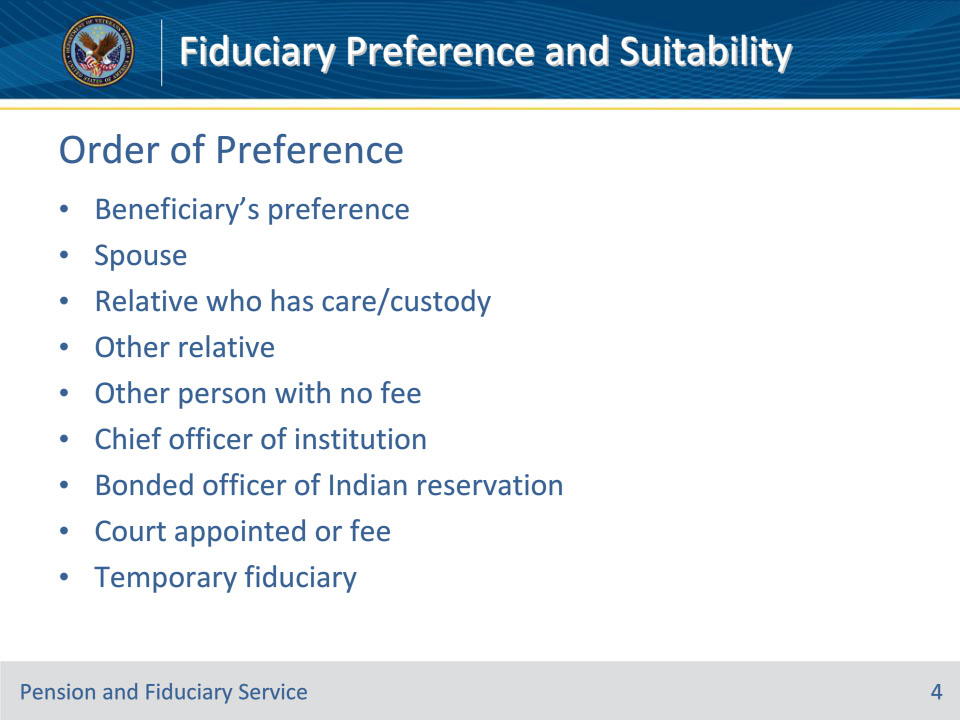 Fiduciary Preference and Suitability
Order of Preference
• Beneficiary’s preference
• Spouse
• Relative who has care/custody
• Other relative
• Other person with no fee
• Chief officer of institution
• Bonded officer of Indian reservation
• Court appointed or fee
• Temporary fiduciary
Pension and Fiduciary Service
4